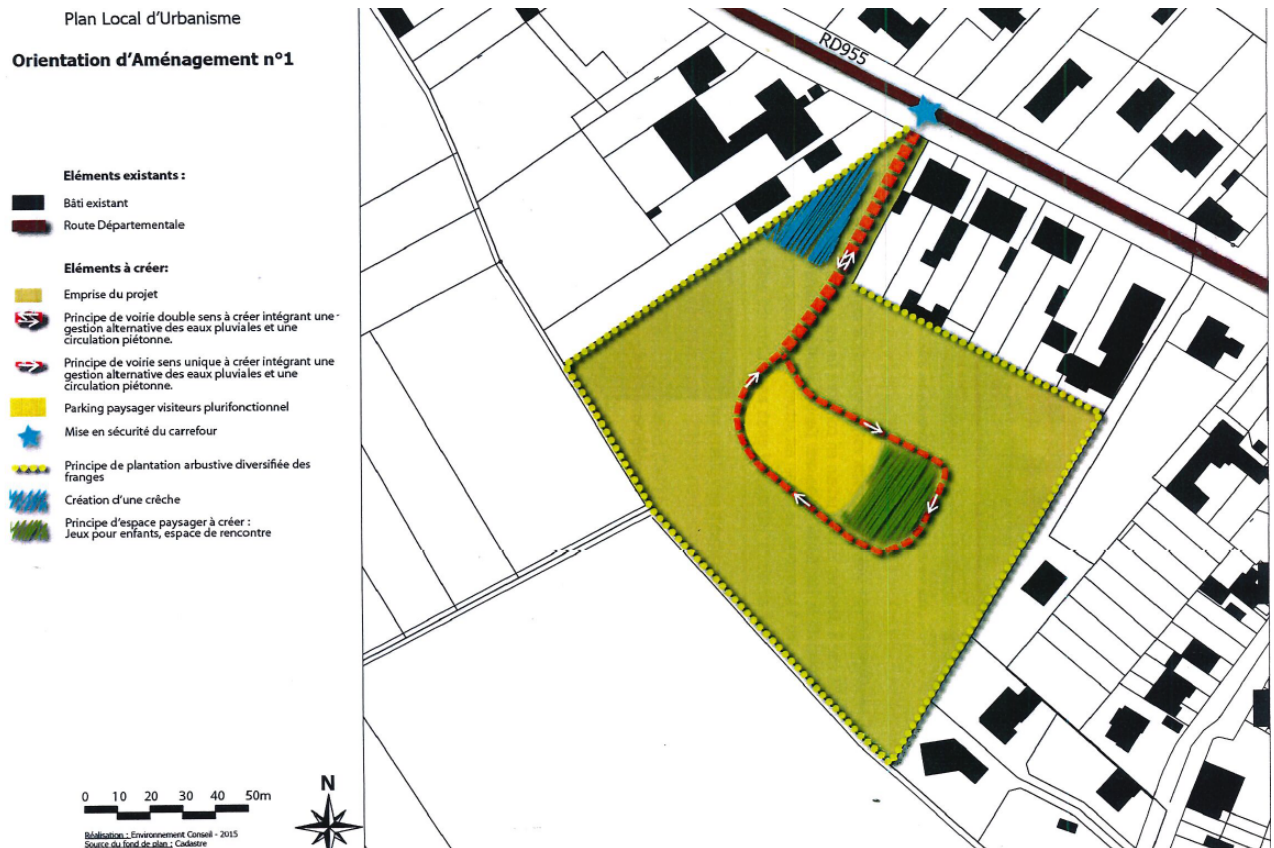 Plan Local d'Urbanisme
Orientation d'Aménagement n°1
Eléments existants :
Bâti existant
Route Départementale
Eléments à créer:
Emprise du projet
Principe de voirie double sens à créer intégrant une
gestion alternative des eaux pluviales et une
circulation piétonne.
Principe de voirie sens unique à créer intégrant une
gestion alternative des eaux pluviales et une
circulation piétonne.
Parking paysager visiteurs plurifonctionnel
Mise en sécurité du carrefour
Principe de plantation arbustive diversifiée des
franges
Création d'une crêche
Principe d'espace paysager à créer :
Jeux pour enfants, espace de rencontre
RD955
0 10 20 30 40 50m
N
Réalisation : Environnement Conseil - 2015
Source du fond de plan : Cadastre